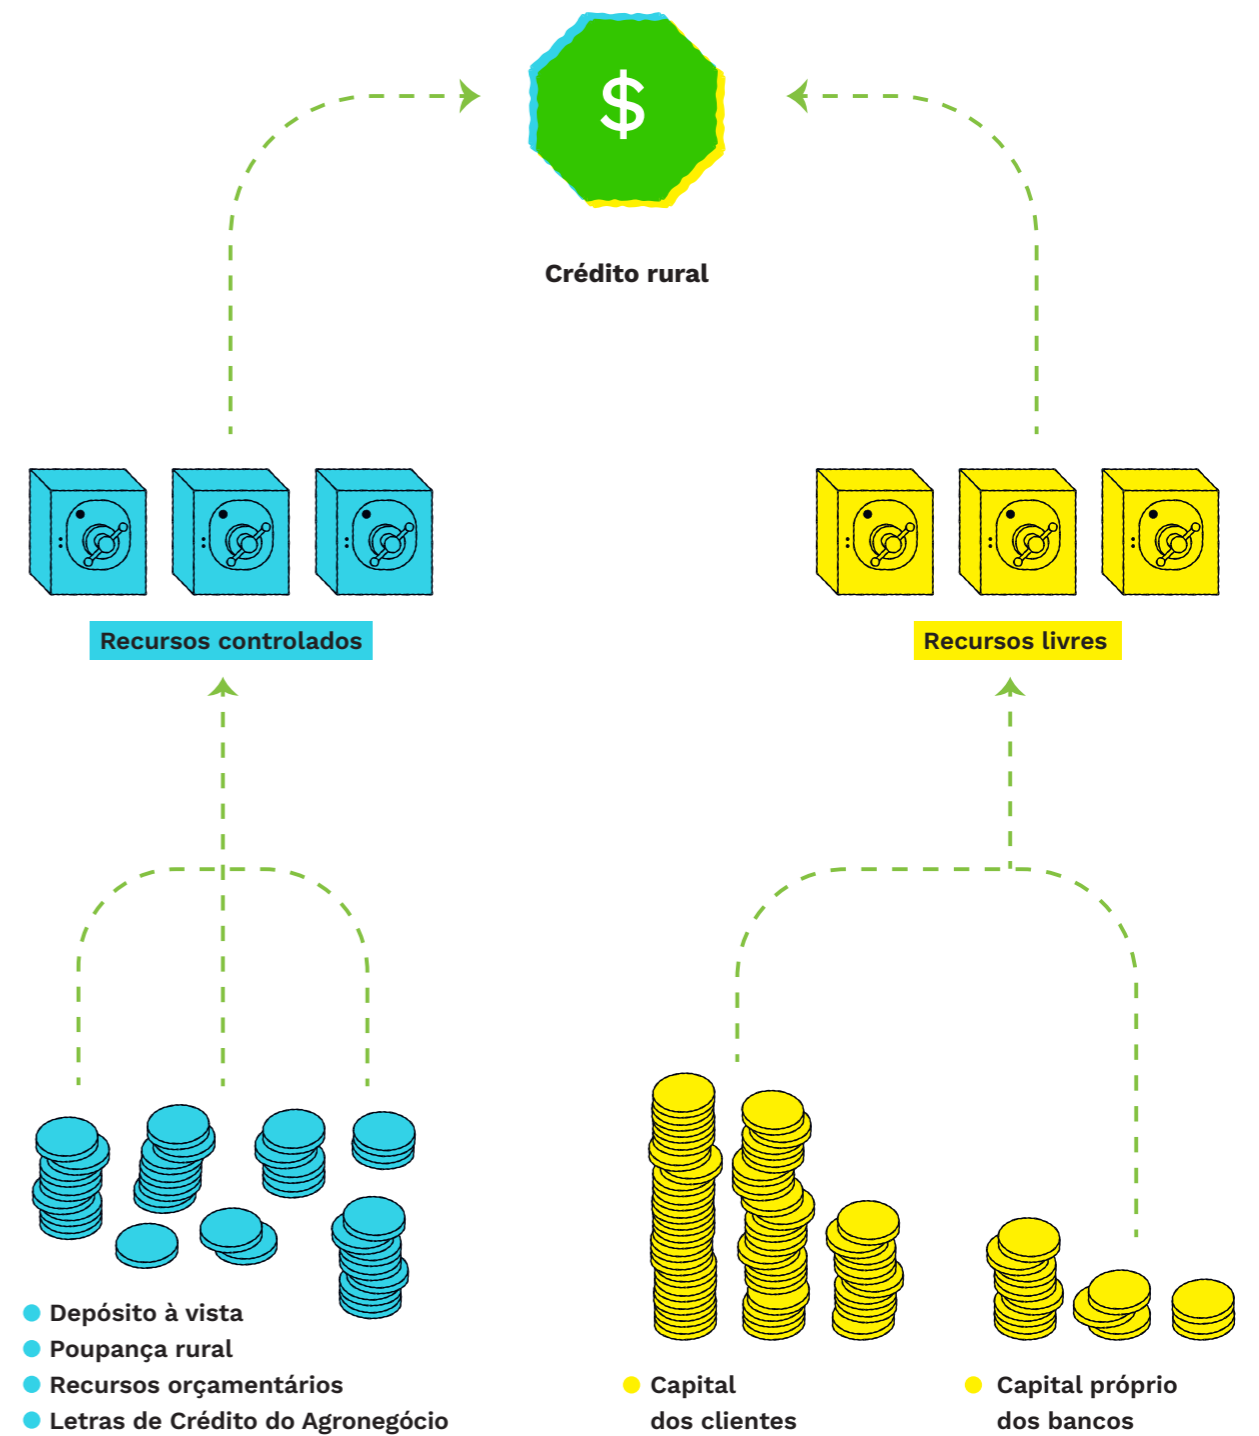 $
Crédito rural
Recursos controlados
Recursos livres
Depósito à vista
Poupança rural
Recursos orçamentários
Letras de Crédito do Agronegócio
Capital
dos clientes
Capital próprio
dos bancos